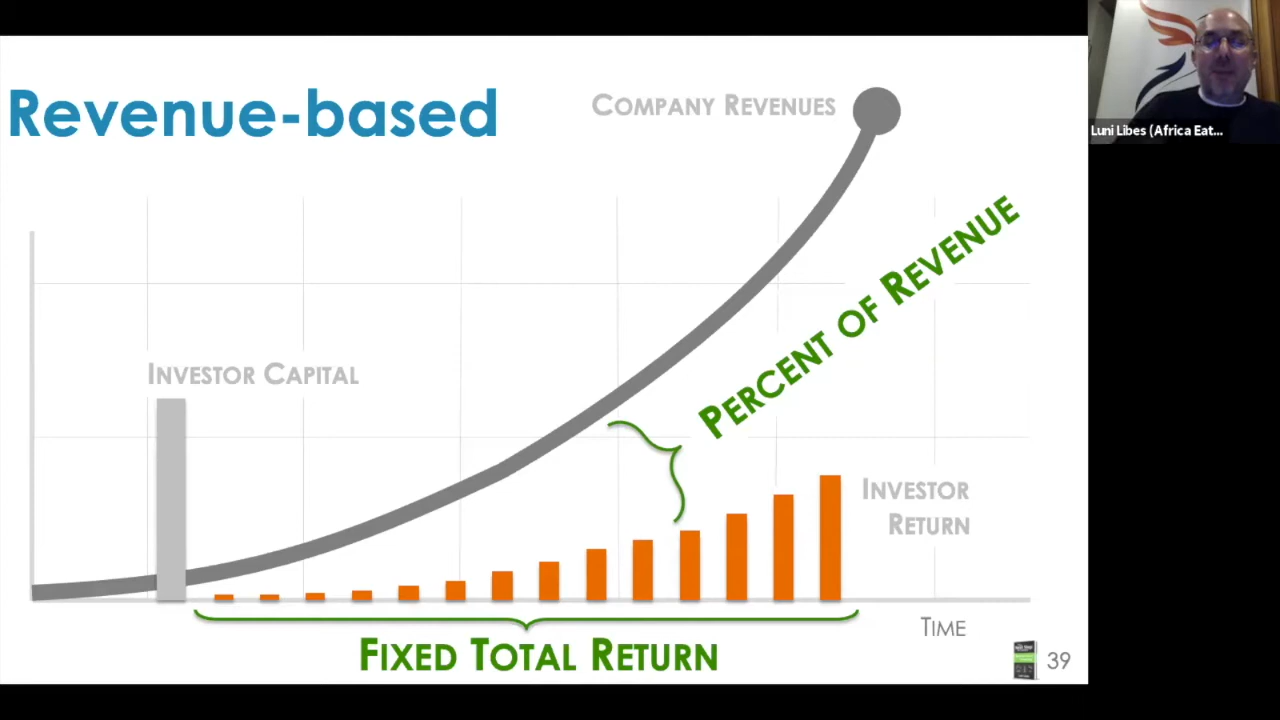 Revenue-based
COMPANY REVENUES
Luni Libes (Africa Eat...
PERCENT OF REVENUE
INVESTOR CAPITAL
INVESTOR
RETURN
FIXED TOTAL RETURN
TIME
39